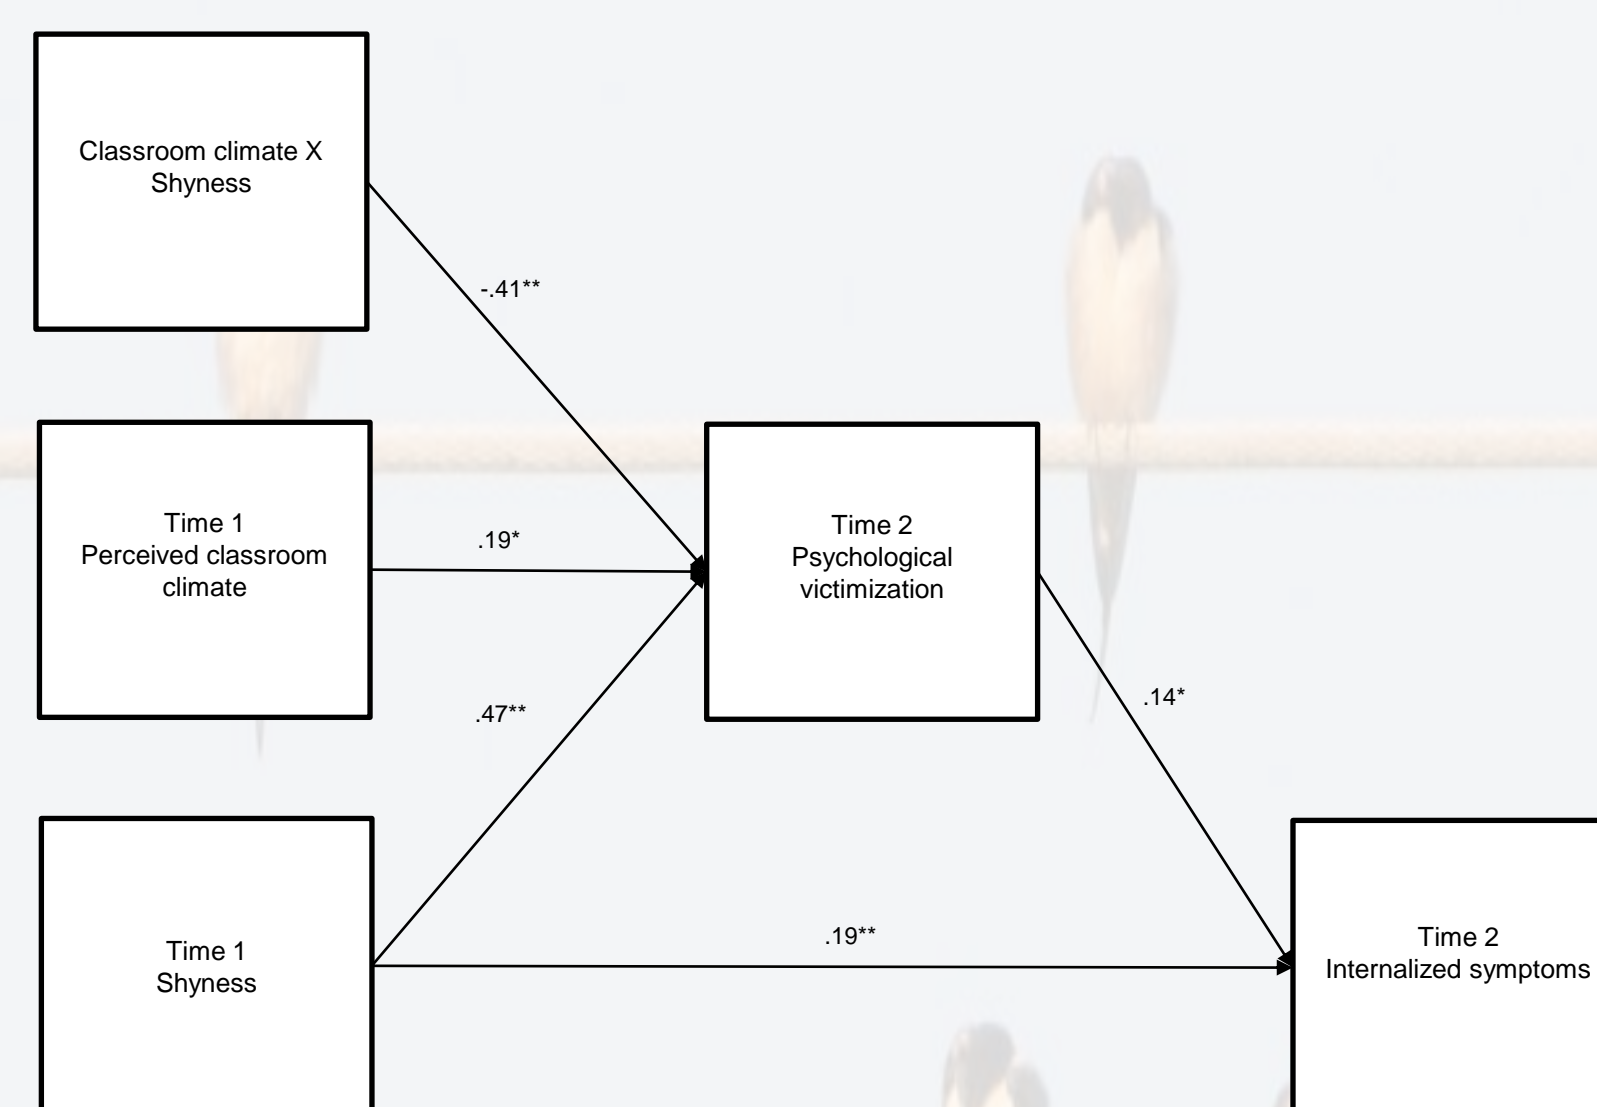 Classroom climate X
Shyness
-.41**
Time 1
Perceived classroom
climate
.19*
Time 2
Psychological
victimization
.47**
.14*
Time 1
Shyness
.19**
Time 2
Internalized symptoms